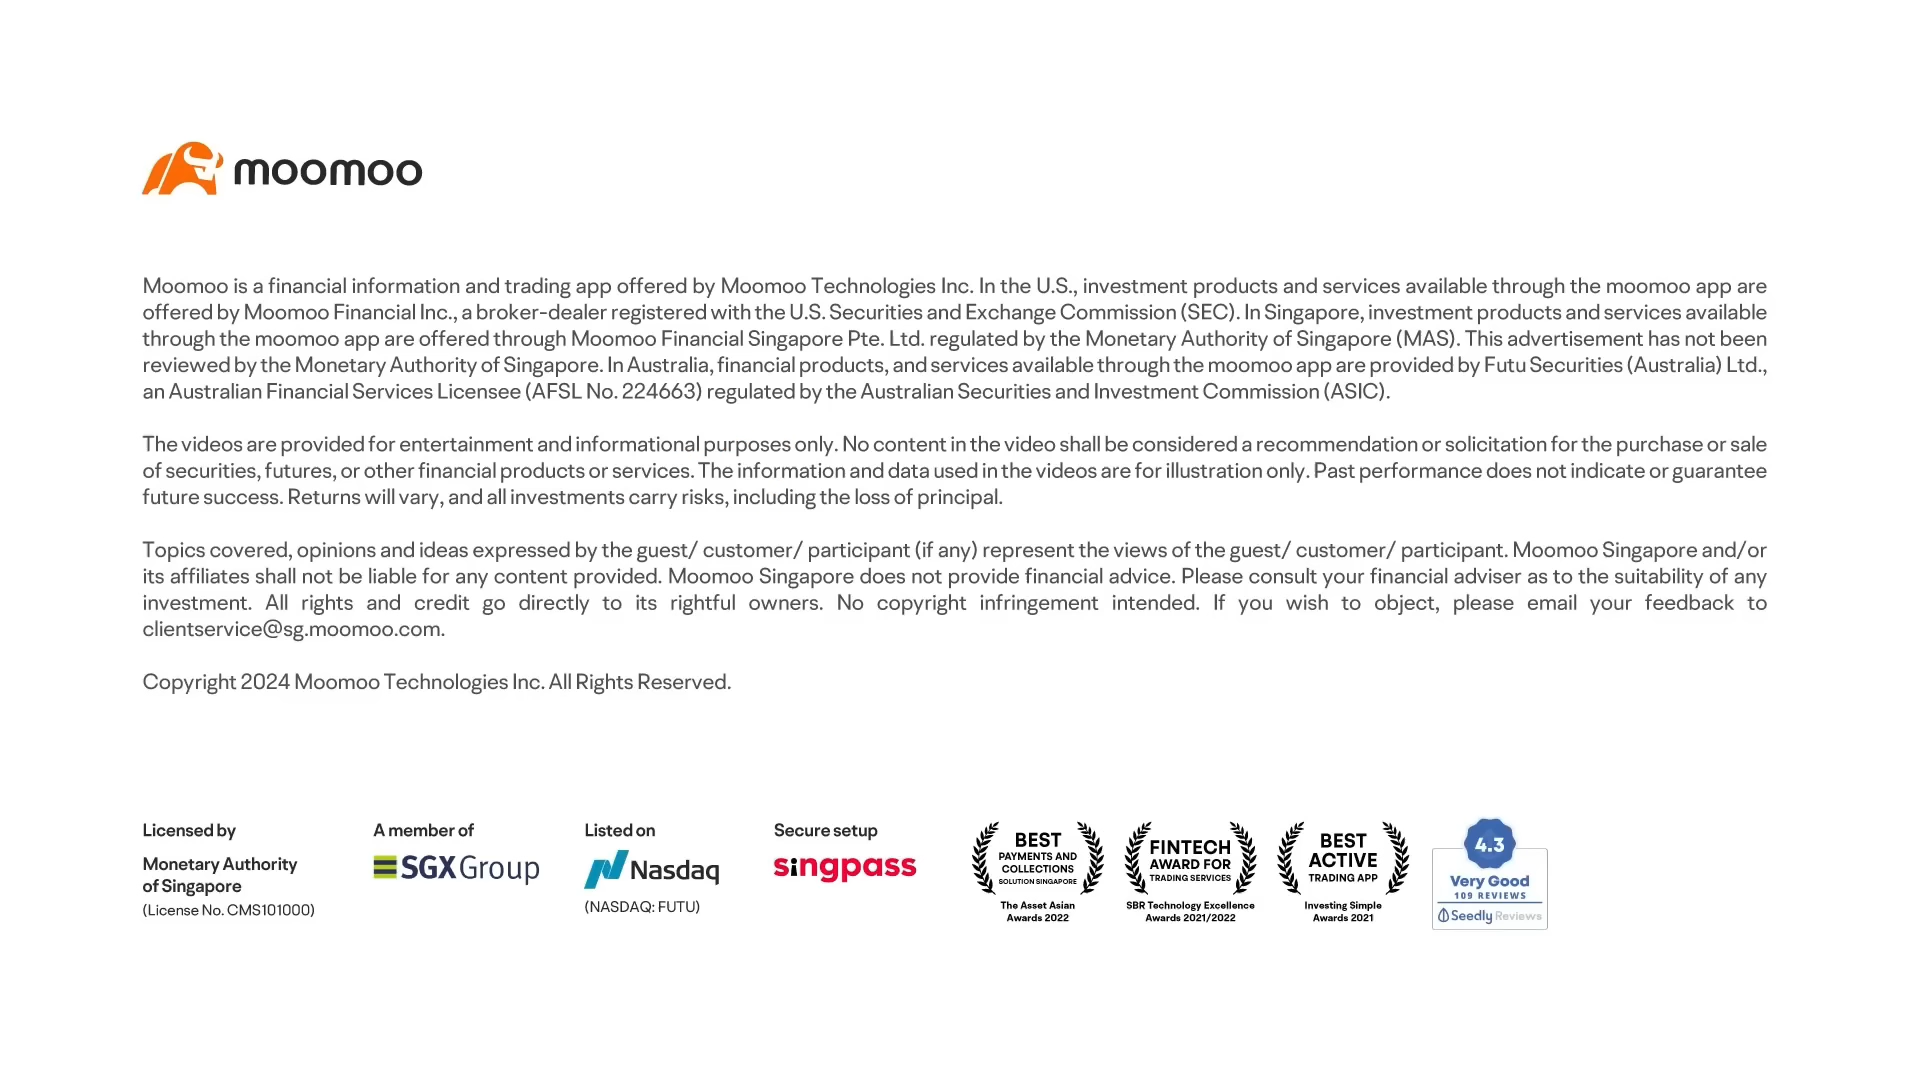 moomoo
Moomoo is a financial information and trading app offered by Moomoo Technologies Inc. In the U.S., investment products and services available through the moomoo app are
offered by Moomoo Financial Inc., a broker-dealer registered with the U.S. Securities and Exchange Commission (SEC). In Singapore, investment products and services available
through the moomoo app are offered through Moomoo Financial Singapore Pte. Ltd. regulated by the Monetary Authority of Singapore (MAS). This advertisement has not been
reviewed by the Monetary Authority of Singapore. In Australia, financial products, and services available through the moomoo app are provided by Futu Securities (Australia) Ltd.,
an Australian Financial Services Licensee (AFSL No. 224663) regulated by the Australian Securities and Investment Commission (ASIC).
The videos are provided for entertainment and informational purposes only. No content in the video shall be considered a recommendation or solicitation for the purchase or sale
of securities, futures, or other financial products or services. The information and data used in the videos are for illustration only. Past performance does not indicate or guarantee
future success. Returns will vary, and all investments carry risks, including the loss of principal.
Topics covered, opinions and ideas expressed by the guest/ customer/ participant (if any) represent the views of the guest/ customer/ participant. Moomoo Singapore and/or
its affiliates shall not be liable for any content provided. Moomoo Singapore does not provide financial advice. Please consult your financial adviser as to the suitability of any
investment. All rights and credit go directly to its rightful owners. No copyright infringement intended. If you wish to object, please email your feedback to
clientservice@sg.moomoo.com.
Copyright 2024 Moomoo Technologies Inc. All Rights Reserved.
Licensed by
Monetary Authority
of Singapore
(License No. CMS101000)
A member of
SGX Group
Listed on
Nasdaq
(NASDAQ: FUTU)
Secure setup
singpass
BEST
PAYMENTS AND
COLLECTIONS
SOLUTION SINGAPORE
The Asset Asian
Awards 2022
FINTECH
AWARD FOR
TRADING SERVICES
SBR Technology Excellence
Awards 2021/2022
BEST
ACTIVE
TRADING APP
Investing Simple
Awards 2021
4.3
Very Good
109 REVIEWS
Seedly Reviews